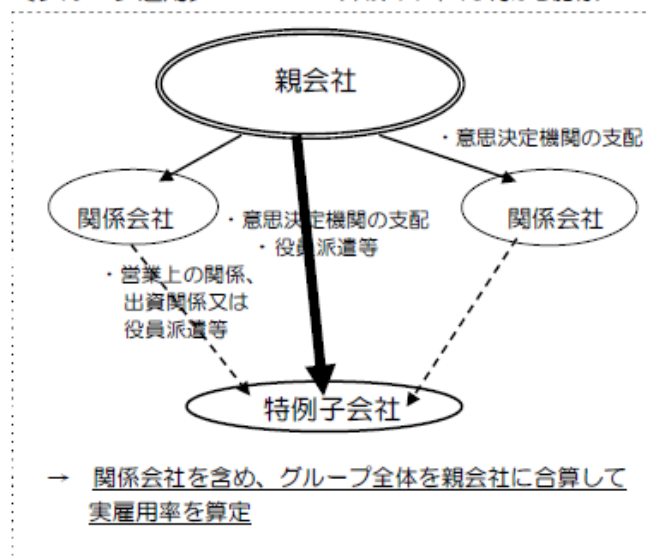 親会社
・意思決定機関の支配
関係会社
・意思決定機関の支配
・役員派遣等
関係会社
・営業上の関係、
出資関係又は
役員派遣等
特例子会社
→ 関係会社を含め、グループ全体を親会社に合算して
実雇用率を算定